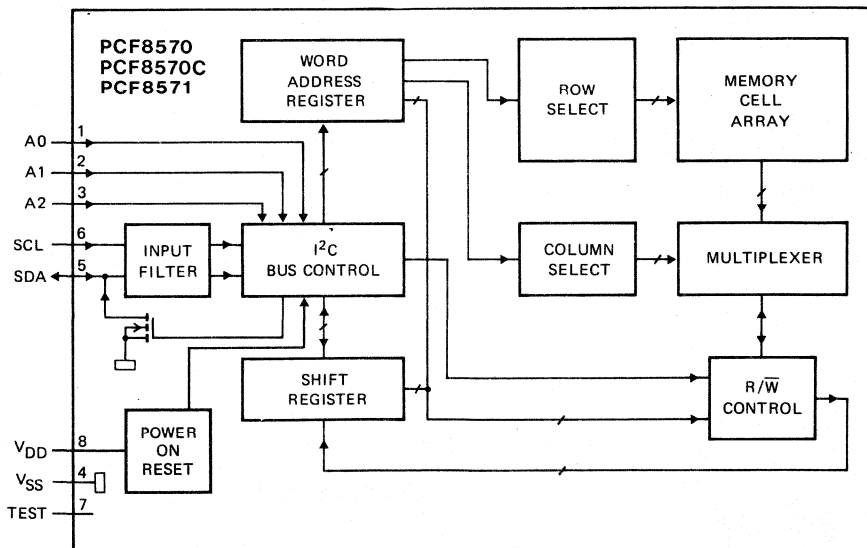 PCF8570
PCF8570C
PCF8571
WORD
ADDRESS
REGISTER
ROW
SELECT
MEMORY
CELL
ARRAY
A0 1
A1 2
A2 3
SCL 6
SDA 5
INPUT
FILTER
I²C
BUS CONTROL
COLUMN
SELECT
MULTIPLEXER
SHIFT
REGISTER
R/W̅
CONTROL
POWER
ON
RESET
VDD 8
VSS 4
TEST 7